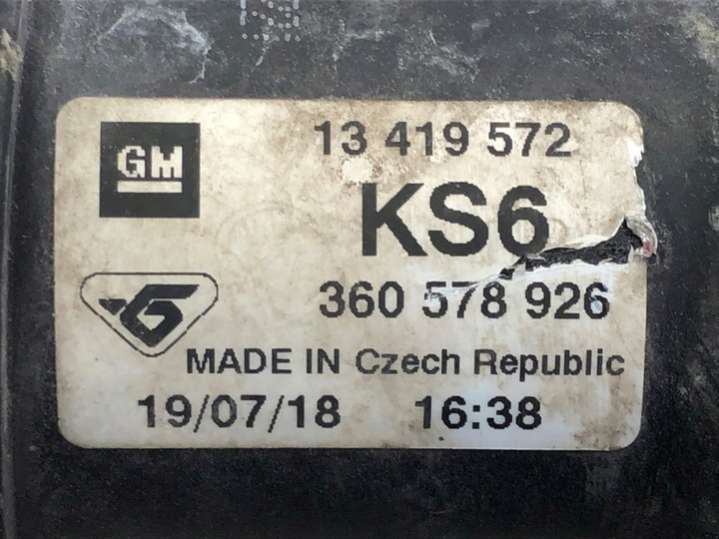 GM
13 419 572
KS6
360 578 926
MADE IN Czech Republic
19/07/18 16:38